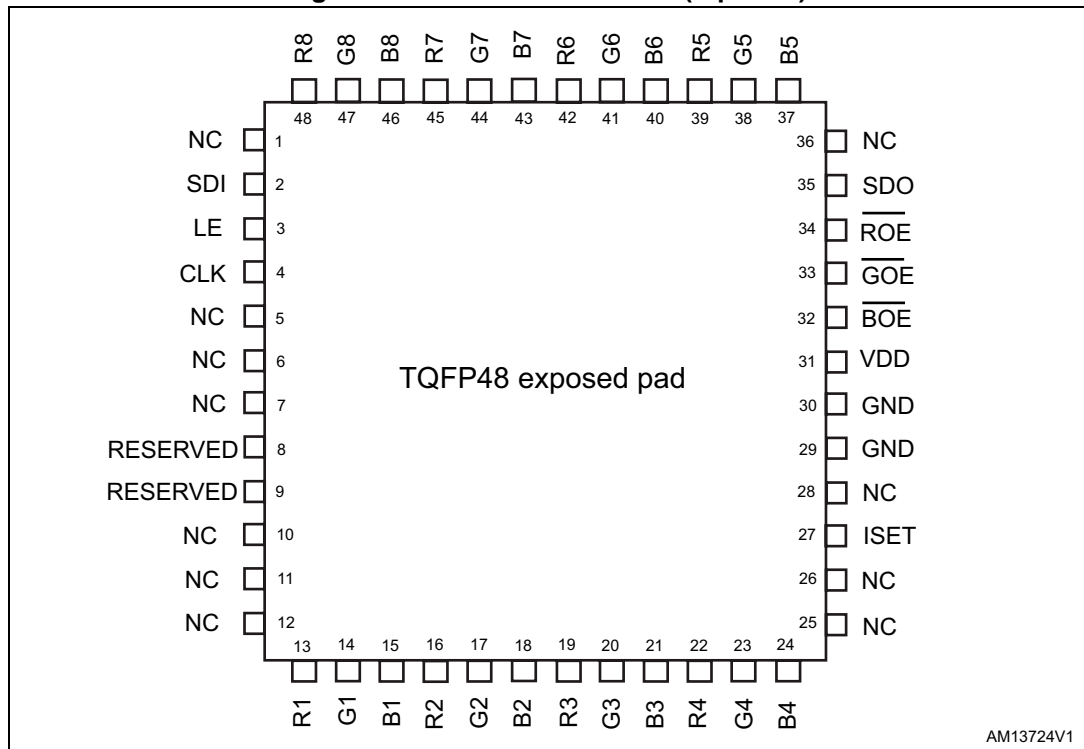 R8 G8 B8 R7 G7 B7 R6 G6 B6 R5 G5 B5
48 47 46 45 44 43 42 41 40 39 38 37
NC 1 36 NC
SDI 2 35 SDO
LE 3 34 ROE
CLK 4 33 GOE
NC 5 32 BOE
NC 6 31 VDD
TQFP48 exposed pad
NC 7 30 GND
RESERVED 8 29 GND
RESERVED 9 28 NC
NC 10 27 ISET
NC 11 26 NC
NC 12 25 NC
13 14 15 16 17 18 19 20 21 22 23 24
R1 G1 B1 R2 G2 B2 R3 G3 B3 R4 G4 B4
AM13724V1